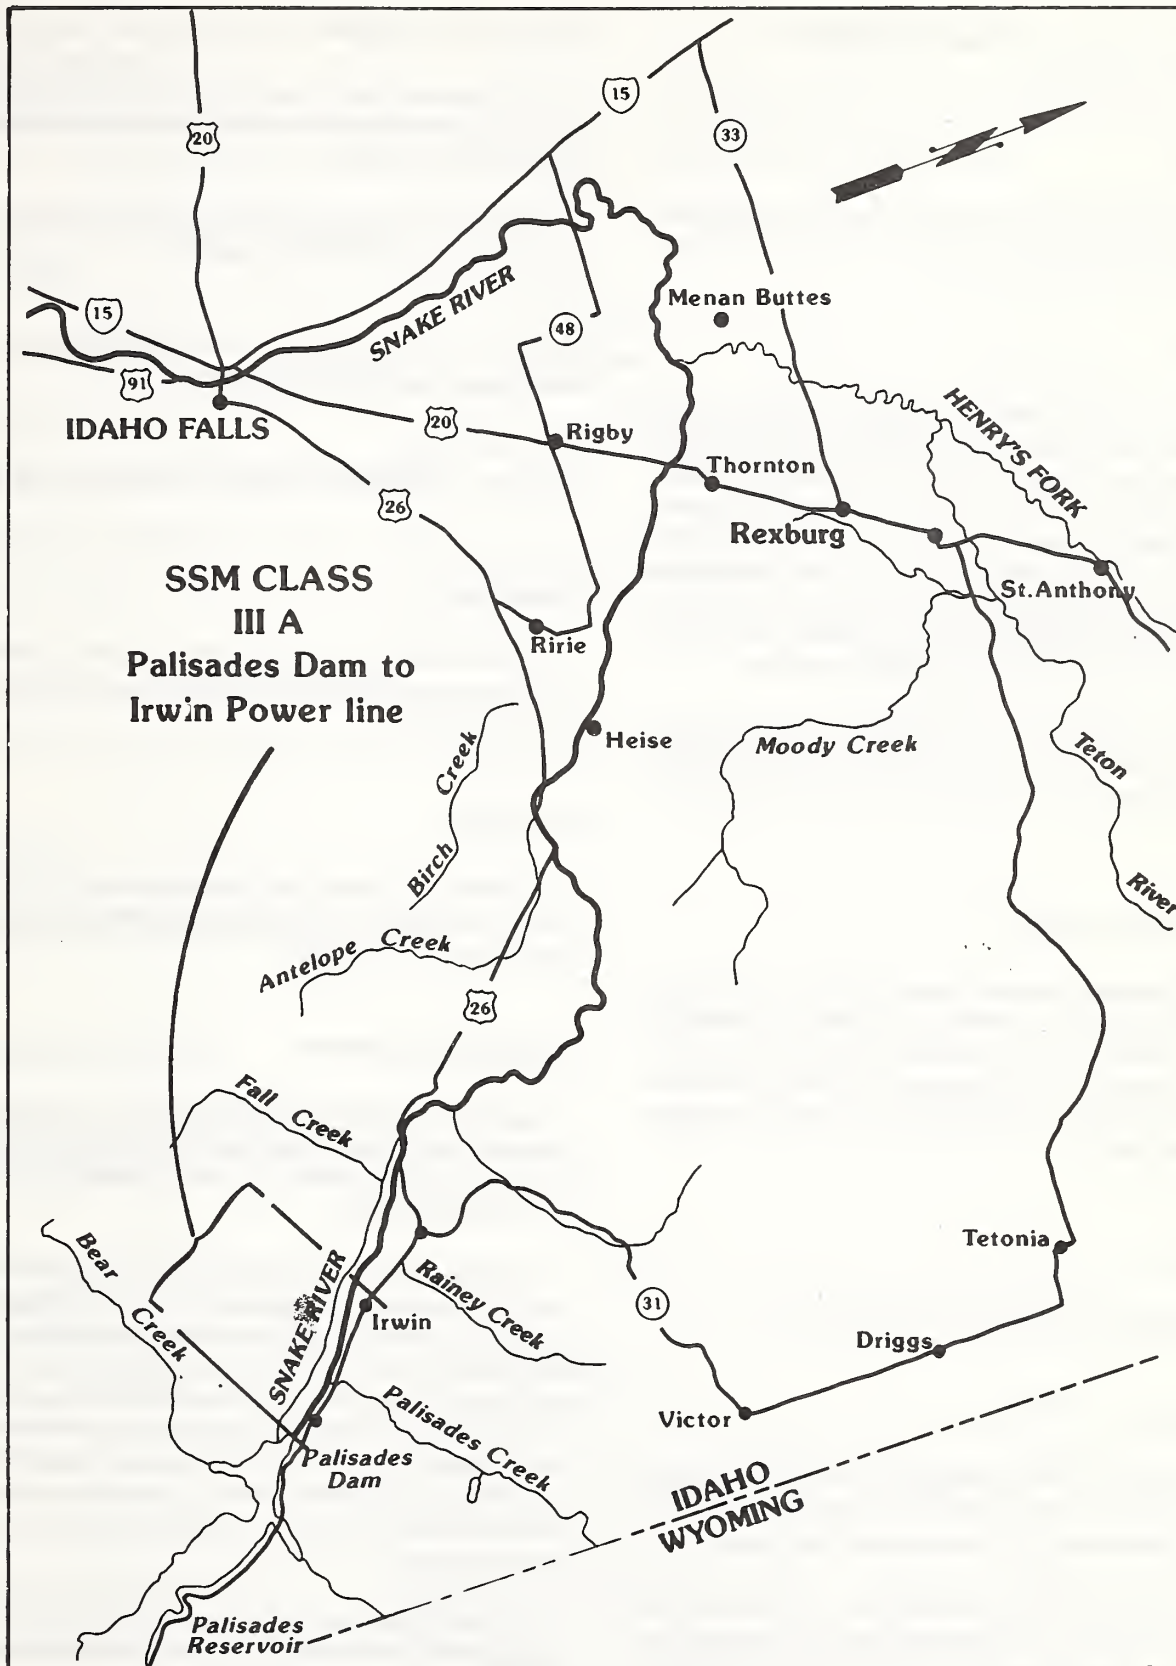 15
20
33
Menan Buttes
SNAKE RIVER
15
48
91
20
IDAHO FALLS
Rigby
HENRY'S FORK
Thornton
26
Rexburg
St. Anthony
SSM CLASS
III A
Palisades Dam to
Irwin Power line
Ririe
Heise
Moody Creek
Teton
River
Birch Creek
Antelope Creek
26
Fall Creek
Bear Creek
SNAKE RIVER
Rainey Creek
Irwin
Tetonia
31
Driggs
Victor
Palisades Creek
Palisades
Dam
IDAHO
WYOMING
Palisades
Reservoir